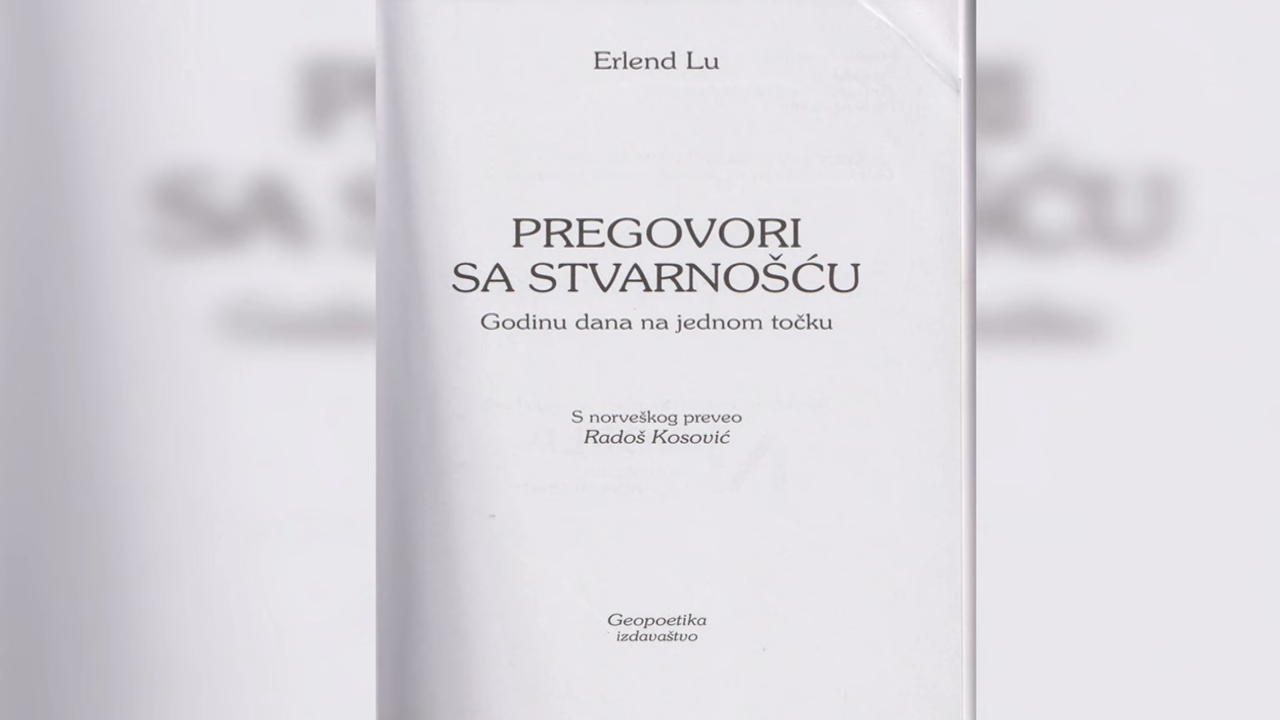 Erlend Lu
PREGOVORI
SA STVARNOŠĆU
Godinu dana na jednom točku
S norveškog preveo
Radoš Kosović
Geopoetika
izdavaštvo